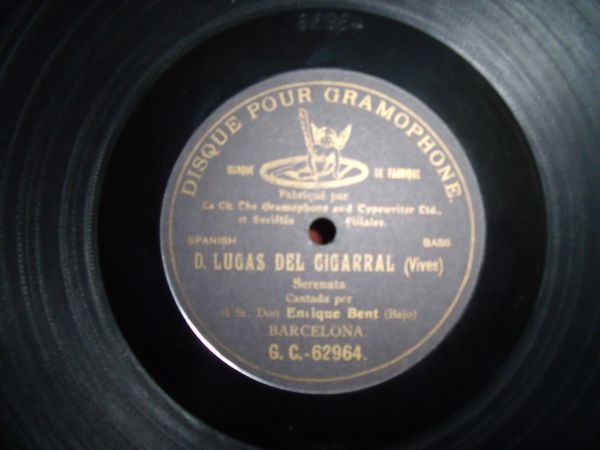 DISQUE POUR GRAMOPHONE.
MARQUE DE FABRIQUE
Fabriqué par
La Cie The Gramophone and Typewriter Ltd.,
et Sociétés filiales.
SPANISH BASS
D. LUCAS DEL CIGARRAL (Vives)
Serenata
Cantada per
el Sr. Don Enrique Bent (Bajo)
BARCELONA.
G. C.-62964.